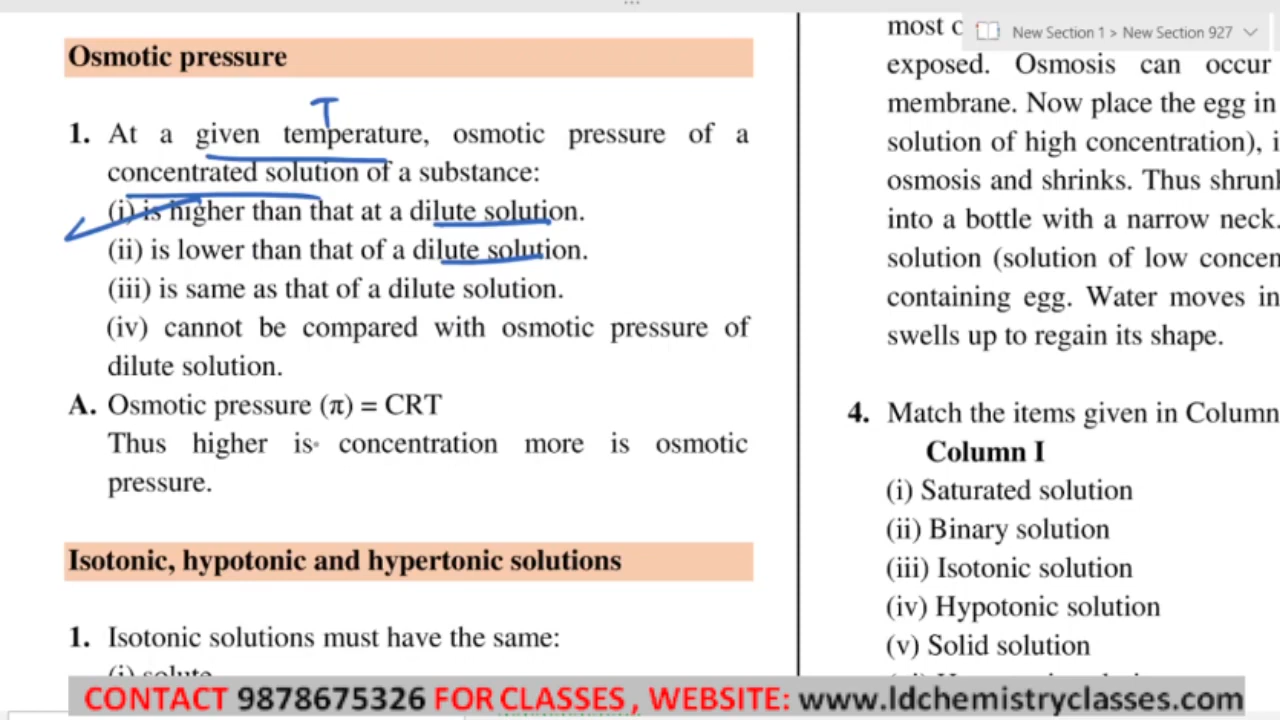 New Section 1 > New Section 927
Osmotic pressure
T
1. At a given temperature, osmotic pressure of a
concentrated solution of a substance:
(i) is higher than that at a dilute solution.
(ii) is lower than that of a dilute solution.
(iii) is same as that of a dilute solution.
(iv) cannot be compared with osmotic pressure of
dilute solution.
A. Osmotic pressure (π) = CRT
Thus higher is concentration more is osmotic
pressure.
Isotonic, hypotonic and hypertonic solutions
1. Isotonic solutions must have the same:
(i) solute
most
exposed. Osmosis can occur
membrane. Now place the egg in
solution of high concentration),
osmosis and shrinks. Thus
into a bottle with a narrow neck.
solution (solution of low
containing egg. Water moves
swells up to regain its shape.
4. Match the items given in Column
Column I
(i) Saturated solution
(ii) Binary solution
(iii) Isotonic solution
(iv) Hypotonic solution
(v) Solid solution
CONTACT 9878675326 FOR CLASSES , WEBSITE: www.ldchemistryclasses.com